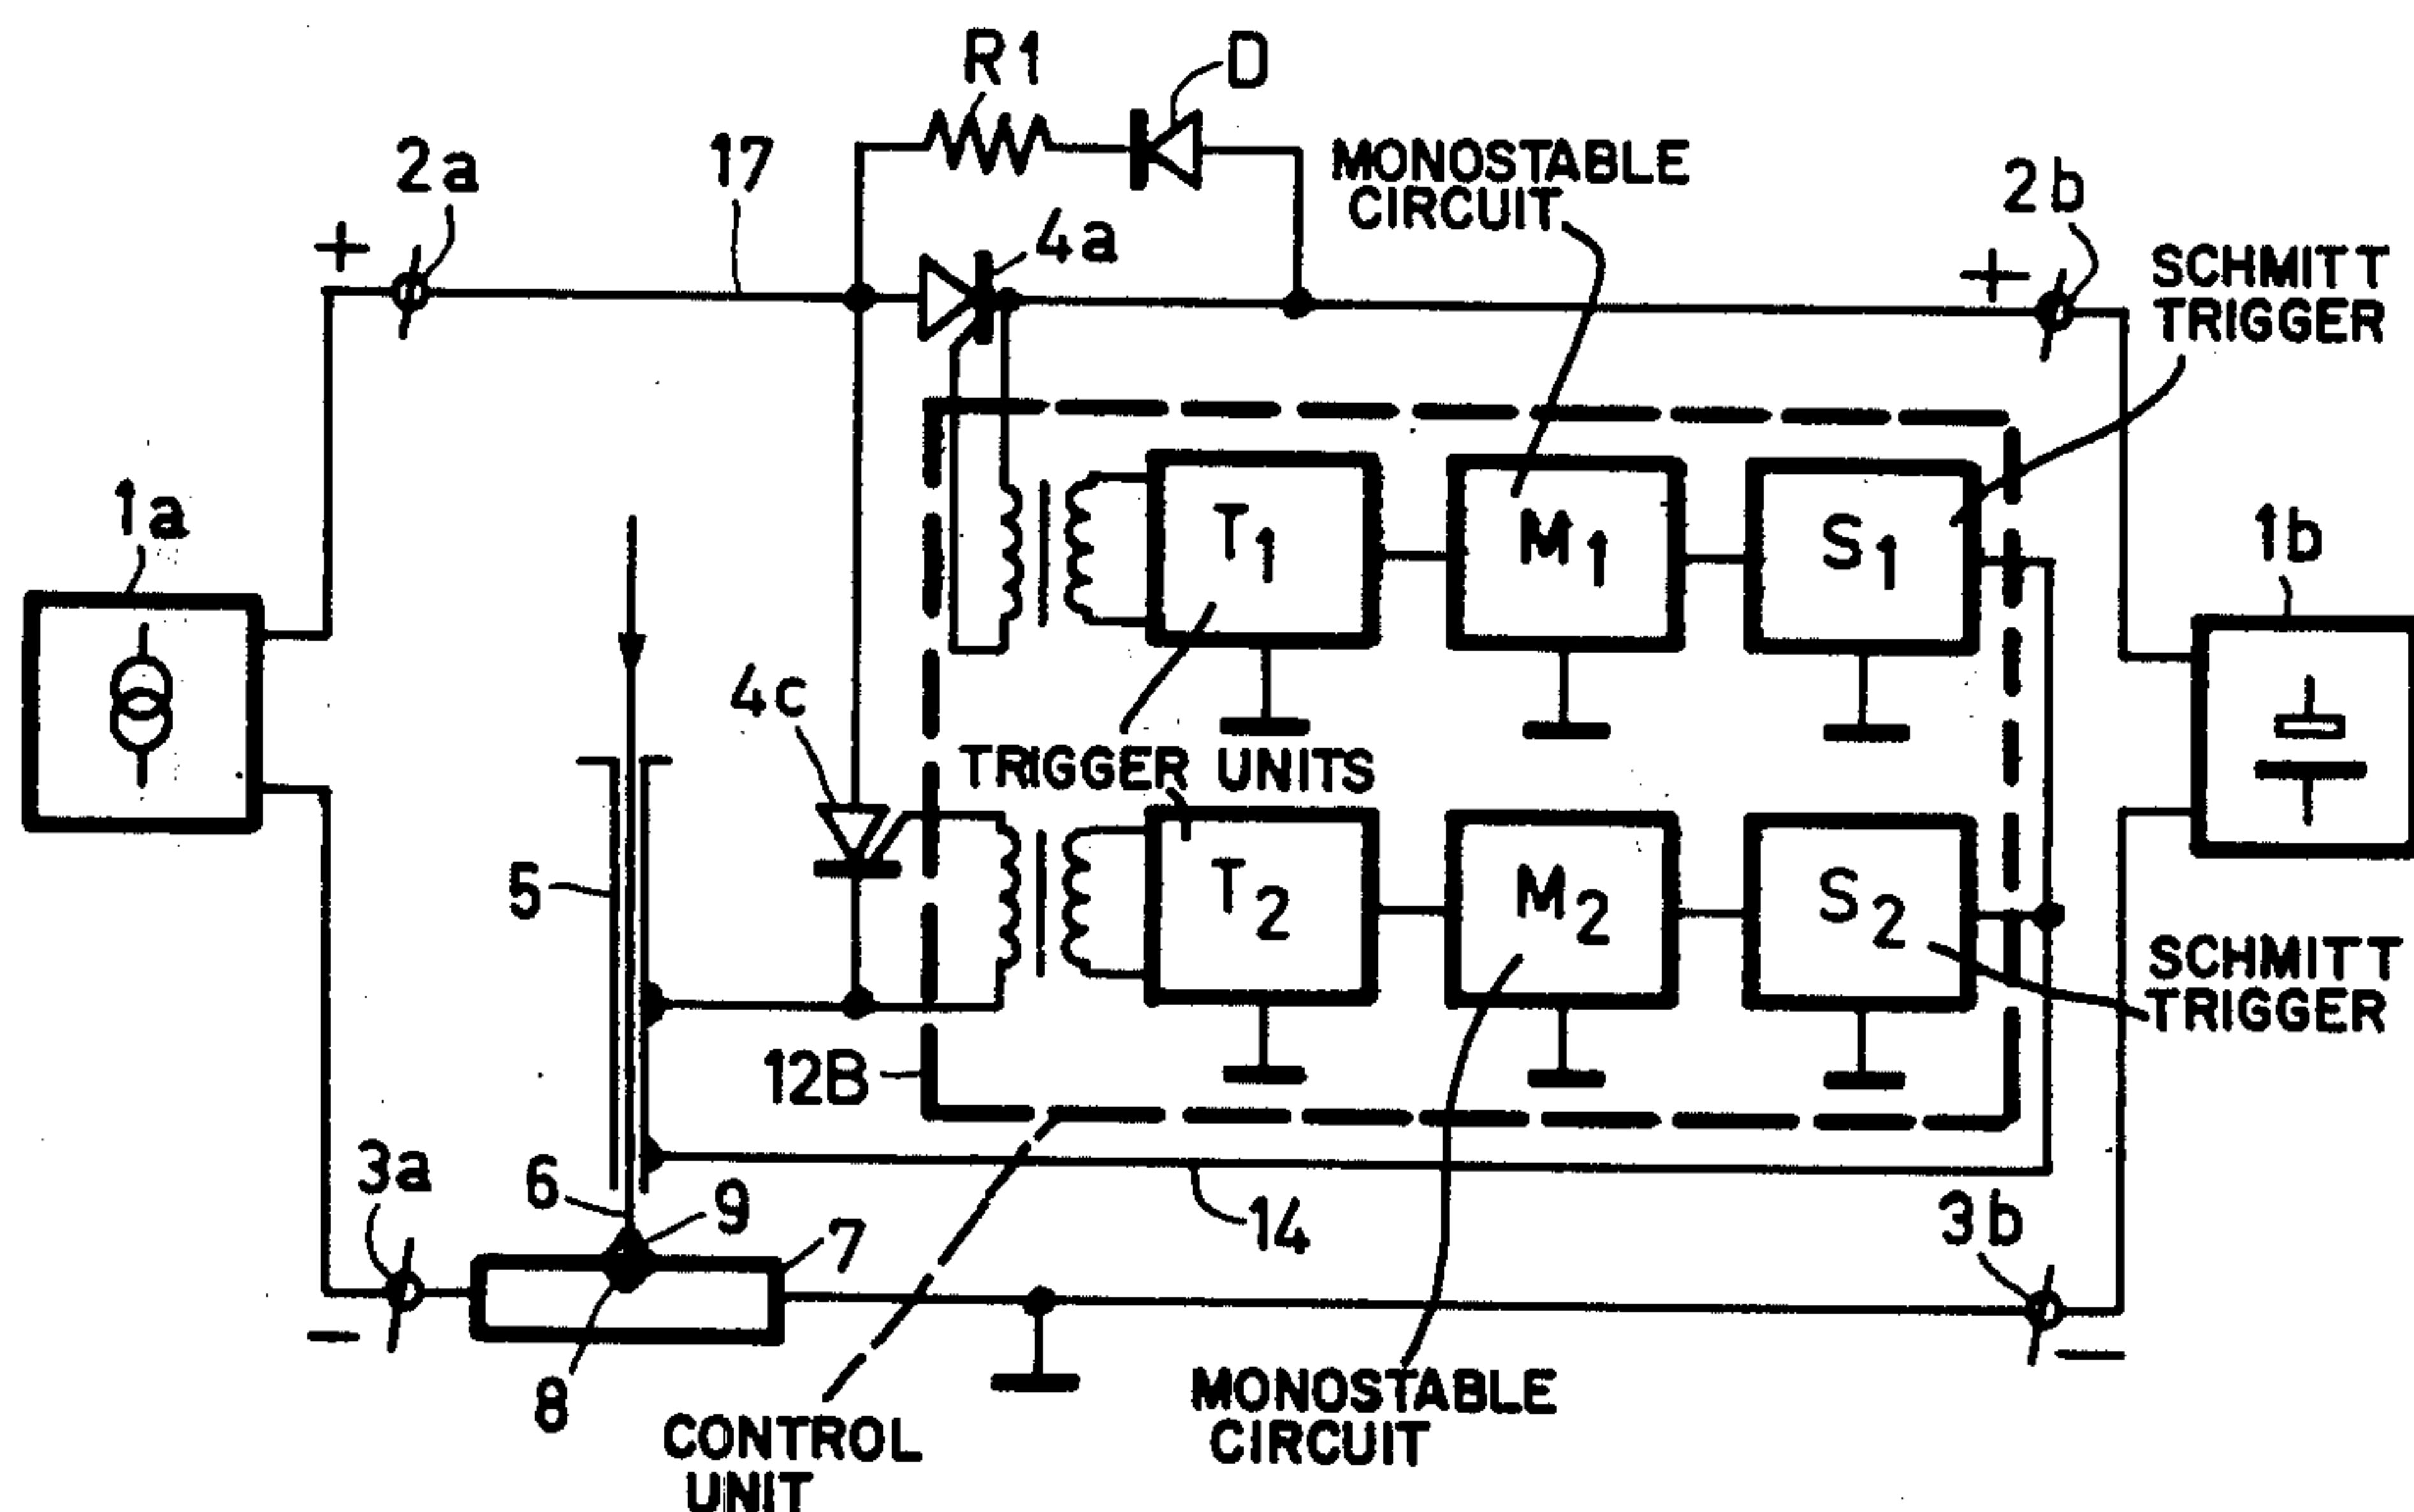 R1
D
2a
17
MONOSTABLE
CIRCUIT
2b
+
4a
+
SCHMITT
TRIGGER
1a
T1
M1
S1
1b
4c
TRIGGER UNITS
5
T2
M2
S2
SCHMITT
TRIGGER
12B
3a
6
9
7
14
3b
-
8
-
MONOSTABLE
CIRCUIT
CONTROL
UNIT